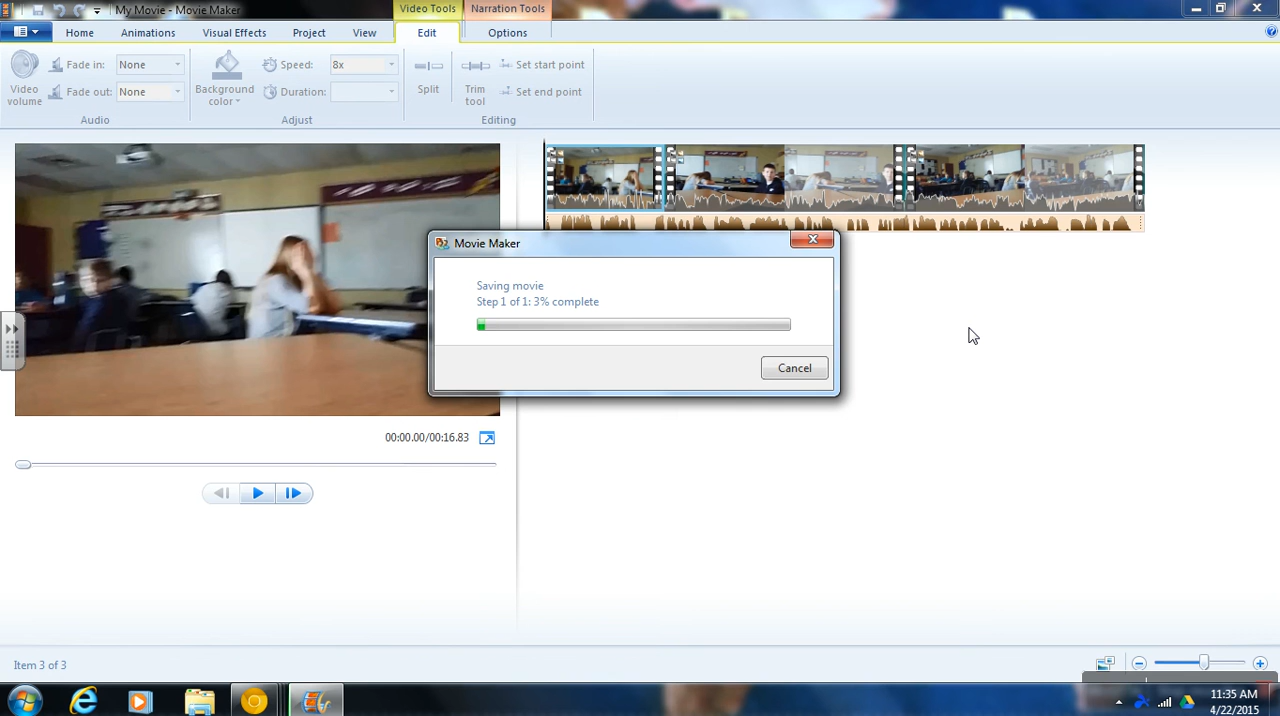 My Movie - Movie Maker
Video Tools
Narration Tools
Home
Animations
Visual Effects
Project
View
Edit
Options
Video volume
Fade in: None
Fade out: None
Audio
Background color
Speed: 8x
Duration:
Adjust
Split
Trim tool
Set start point
Set end point
Editing
Movie Maker
Saving movie
Step 1 of 1: 3% complete
Cancel
00:00.00/00:16.83
Item 3 of 3
11:35 AM
4/22/2015